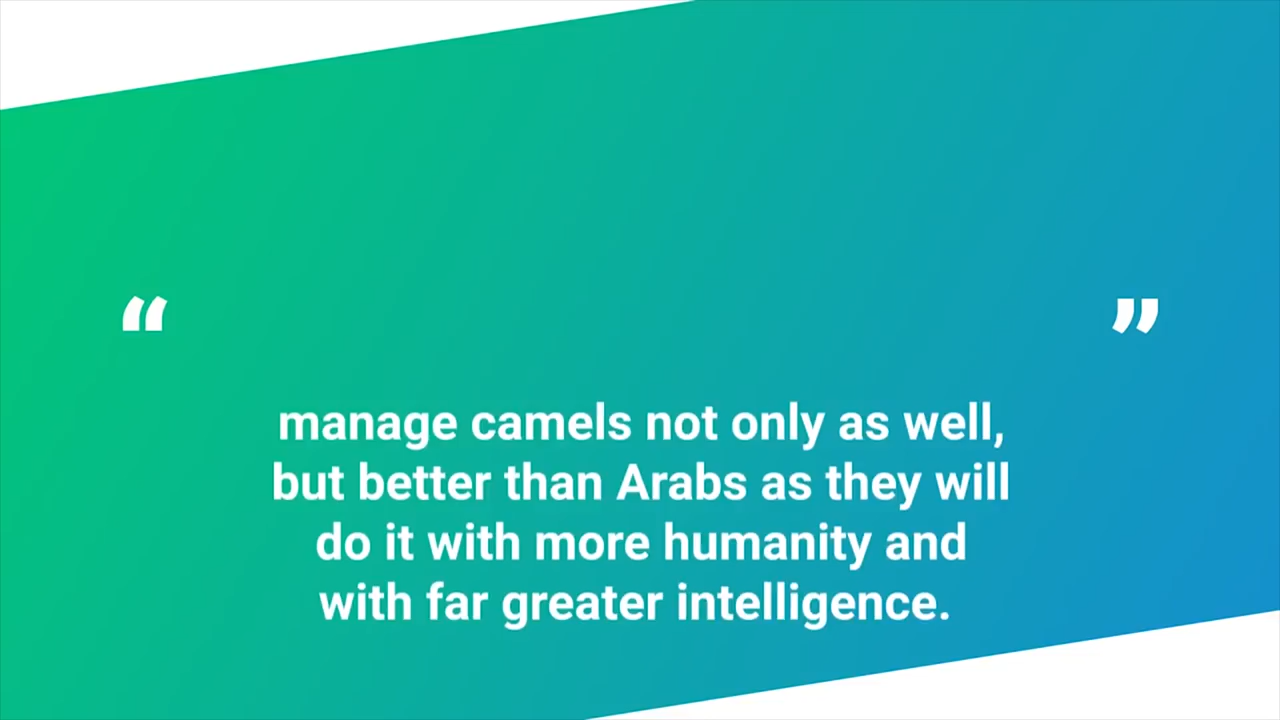 “ ”
manage camels not only as well,
but better than Arabs as they will
do it with more humanity and
with far greater intelligence.